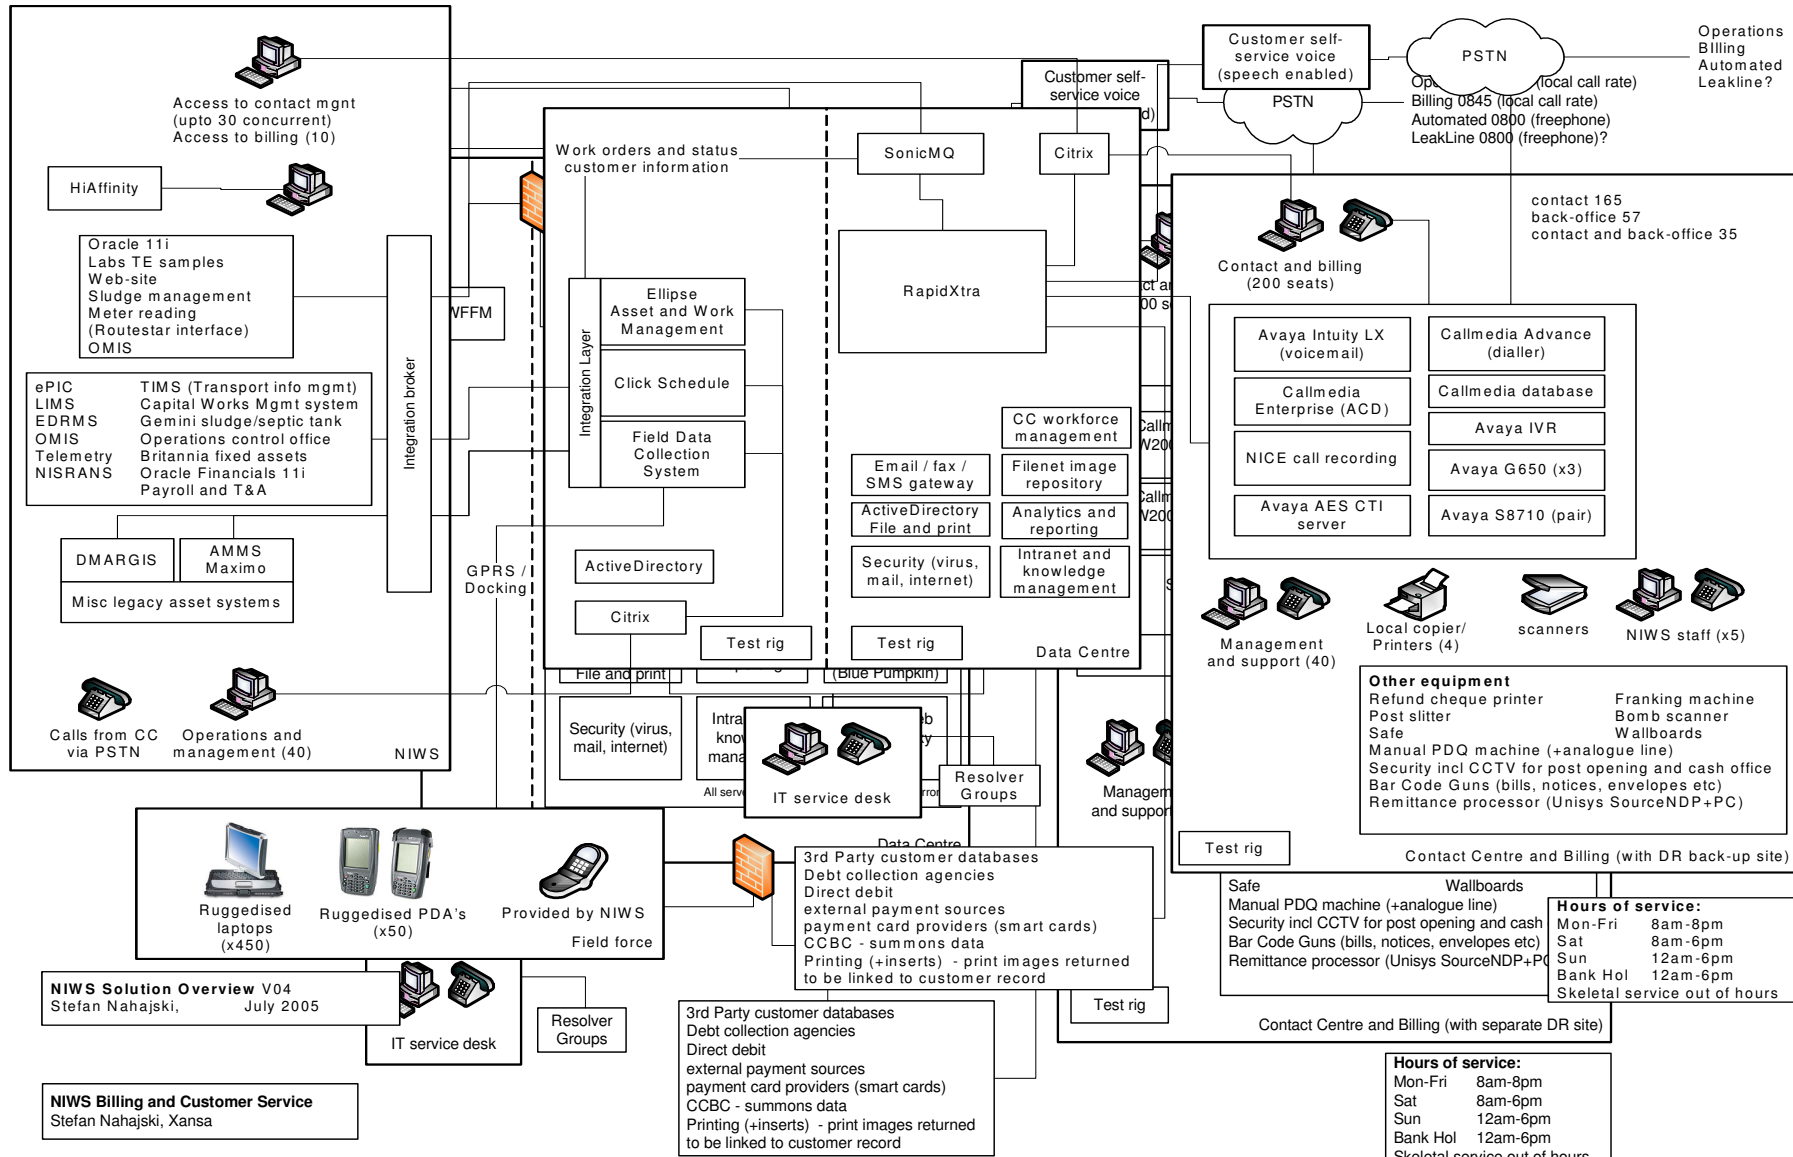 Access to contact mgnt
(upto 30 concurrent)
Access to billing (10)
HiAffinity
Oracle 11i
Labs TE samples
Web-site
Sludge management
Meter reading
(Routestar interface)
OMIS
ePIC TIMS (Transport info mgmt)
LIMS Capital Works Mgmt system
EDRMS Gemini sludge/septic tank
OMIS Operations control office
Telemetry Britannia fixed assets
NISRANS Oracle Financials 11i
Payroll and T&A
DMARGIS
AMMS
Maximo
Misc legacy asset systems
Integration broker
Calls from CC
via PSTN
Operations and
management (40)
NIWS
WFFM
GPRS /
Docking
Work orders and status
customer information
Integration Layer
Ellipse
Asset and Work
Management
Click Schedule
Field Data
Collection
System
ActiveDirectory
Citrix
Test rig
SonicMQ
Citrix
RapidXtra
CC workforce
management
Email / fax /
SMS gateway
Filenet image
repository
ActiveDirectory
File and print
Analytics and
reporting
Security (virus,
mail, internet)
Intranet and
knowledge
management
Test rig
Data Centre
Customer self-
service voice
Customer self-
service voice
(speech enabled)
PSTN
PSTN
Operations
BIlling
Automated
Leakline?
(local call rate)
Billing 0845 (local call rate)
Automated 0800 (freephone)
LeakLine 0800 (freephone)?
contact 165
back-office 57
contact and back-office 35
Contact and billing
(200 seats)
Avaya Intuity LX
(voicemail)
Callmedia Advance
(dialler)
Callmedia
Enterprise (ACD)
Callmedia database
Avaya IVR
NICE call recording
Avaya G650 (x3)
Avaya AES CTI
server
Avaya S8710 (pair)
Management
and support (40)
Local copier/
Printers (4)
scanners
NIWS staff (x5)
Other equipment
Refund cheque printer Franking machine
Post slitter Bomb scanner
Safe Wallboards
Manual PDQ machine (+analogue line)
Security incl CCTV for post opening and cash office
Bar Code Guns (bills, notices, envelopes etc)
Remittance processor (Unisys SourceNDP+PC)
Test rig
Contact Centre and Billing (with DR back-up site)
File and print
(Blue Pumpkin)
Security (virus,
mail, internet)
All
Data Centre
IT service desk
Resolver
Groups
and
Ruggedised
laptops
(x450)
Ruggedised PDA's
(x50)
Provided by NIWS
Field force
3rd Party customer databases
Debt collection agencies
Direct debit
external payment sources
payment card providers (smart cards)
CCBC - summons data
Printing (+inserts) - print images returned
to be linked to customer record
Safe Wallboards
Manual PDQ machine (+analogue line)
Security incl CCTV for post opening and cash
Bar Code Guns (bills, notices, envelopes etc)
Remittance processor (Unisys SourceNDP+PC
Test rig
Contact Centre and Billing (with separate DR site)
Hours of service:
Mon-Fri 8am-8pm
Sat 8am-6pm
Sun 12am-6pm
Bank Hol 12am-6pm
Skeletal service out of hours
NIWS Solution Overview V04
Stefan Nahajski, July 2005
IT service desk
Resolver
Groups
3rd Party customer databases
Debt collection agencies
Direct debit
external payment sources
payment card providers (smart cards)
CCBC - summons data
Printing (+inserts) - print images returned
to be linked to customer record
NIWS Billing and Customer Service
Stefan Nahajski, Xansa
Hours of service:
Mon-Fri 8am-8pm
Sat 8am-6pm
Sun 12am-6pm
Bank Hol 12am-6pm
Skeletal service out of hours